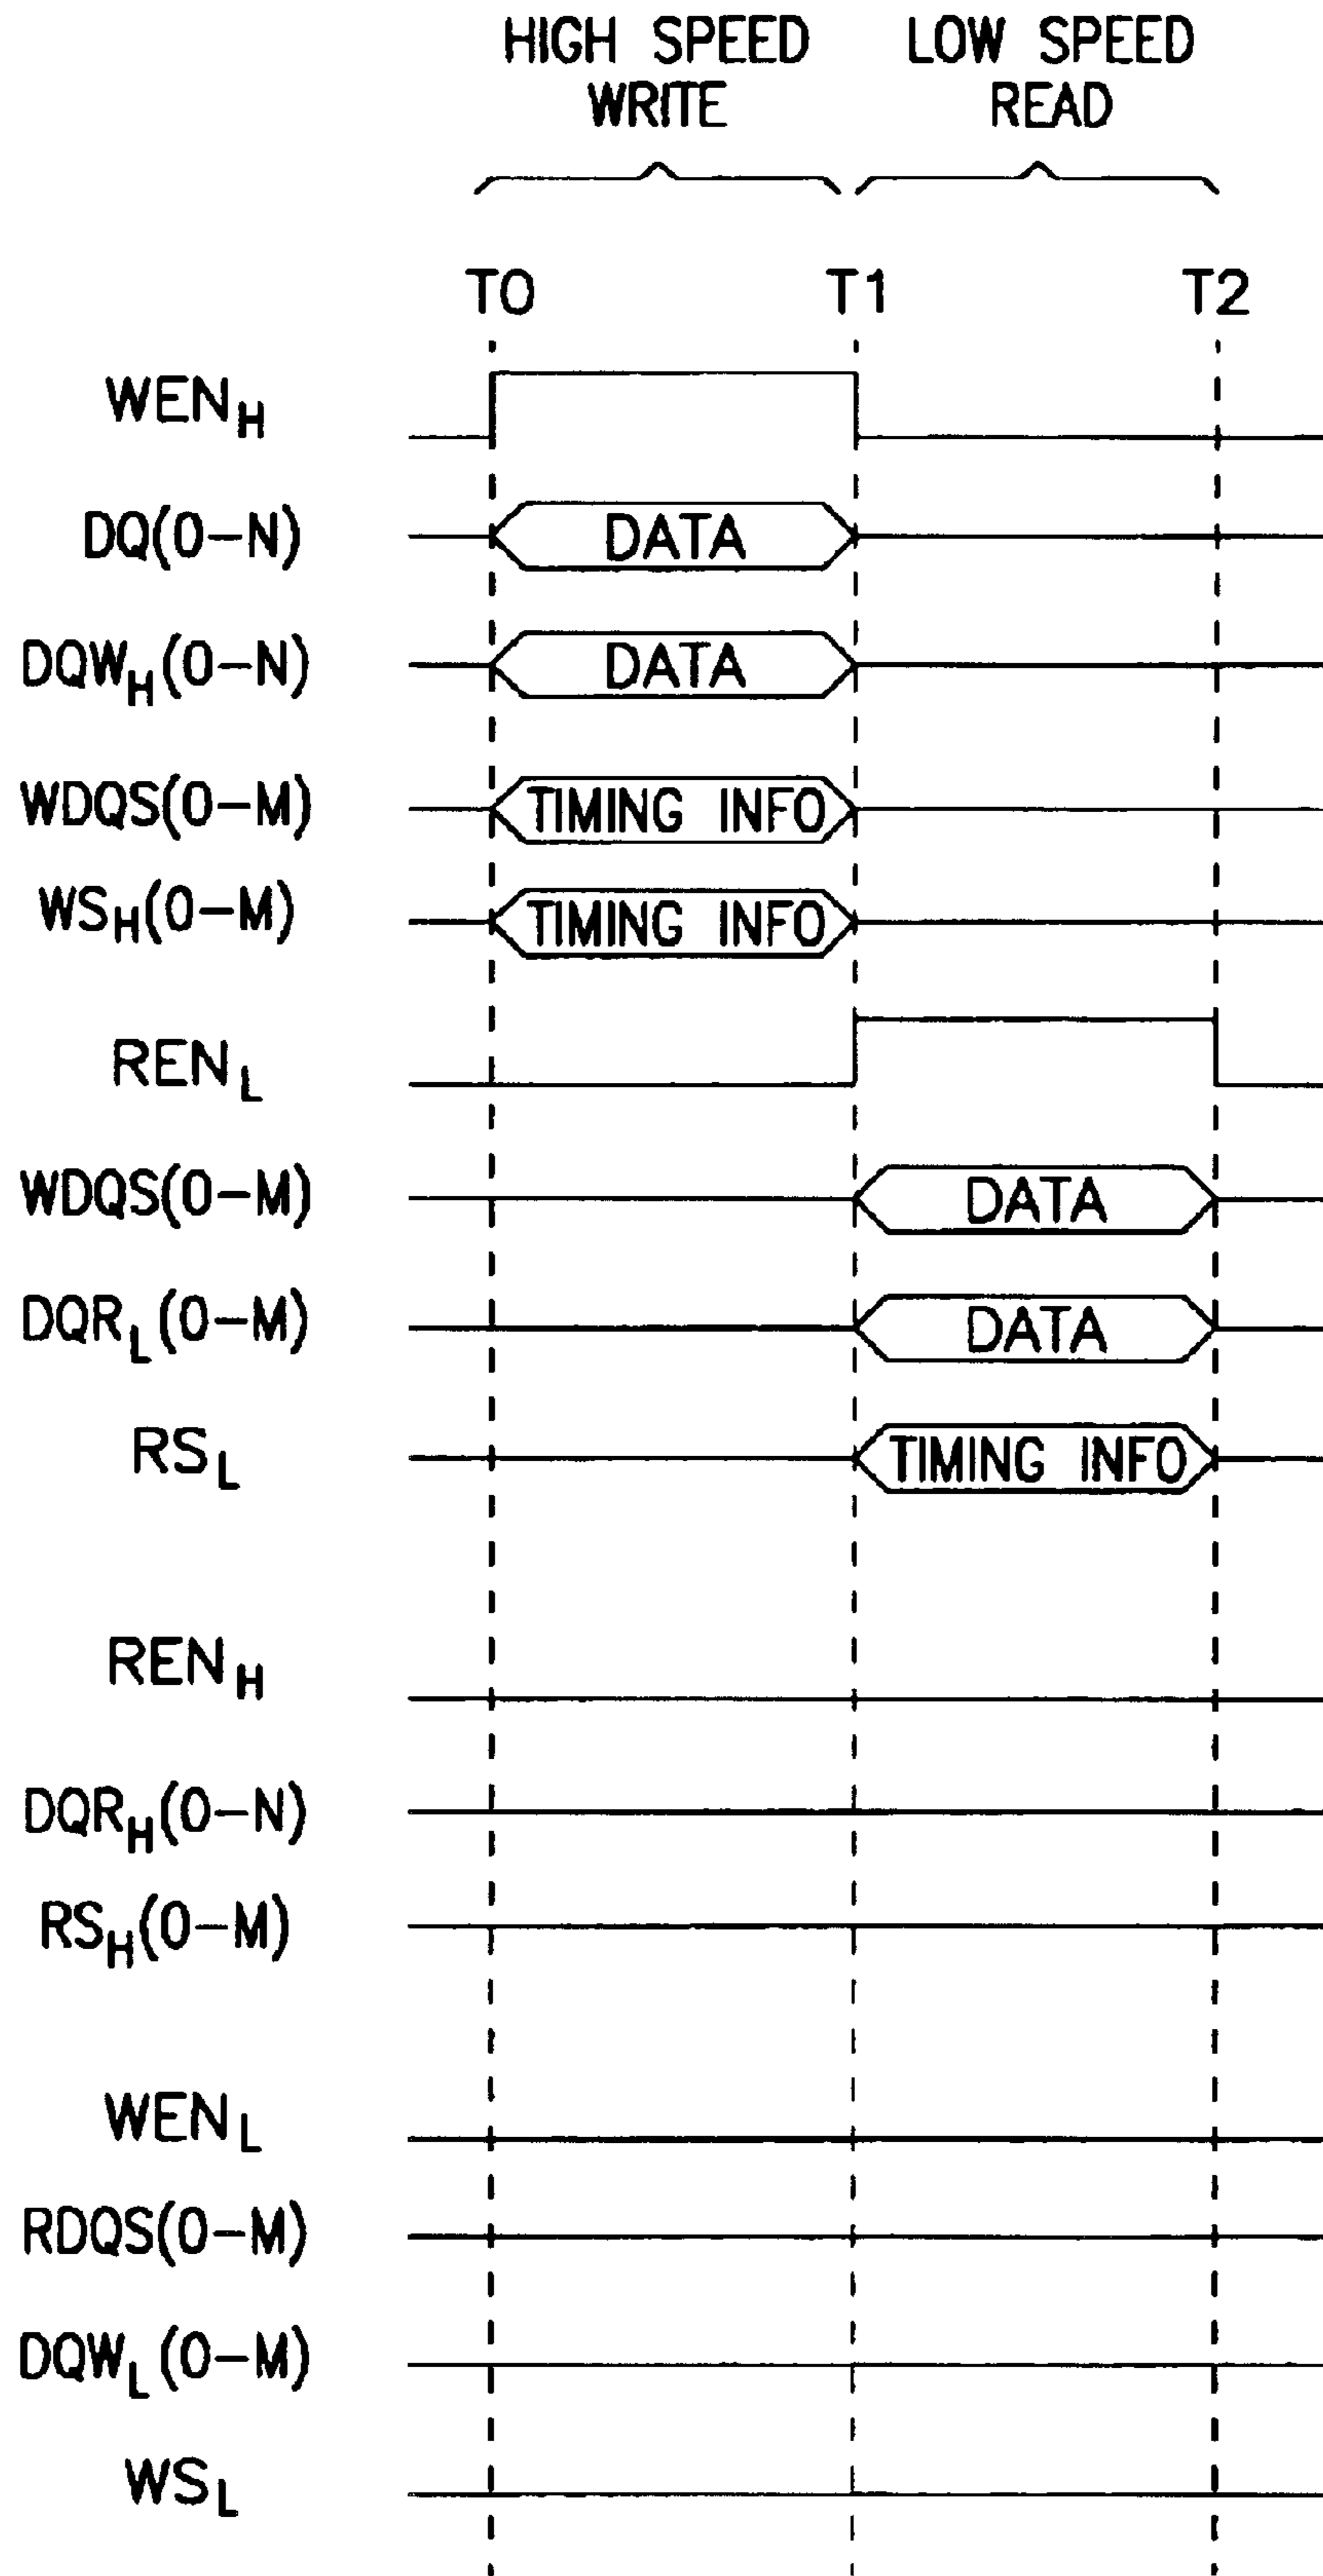 HIGH SPEED LOW SPEED
WRITE READ
T0 T1 T2
WEN_H
DQ(0-N) DATA
DQW_H(0-N) DATA
WDQS(0-M) TIMING INFO
WS_H(0-M) TIMING INFO
REN_L
WDQS(0-M) DATA
DQR_L(0-M) DATA
RS_L TIMING INFO
REN_H
DQR_H(0-N)
RS_H(0-M)
WEN_L
RDQS(0-M)
DQW_L(0-M)
WS_L